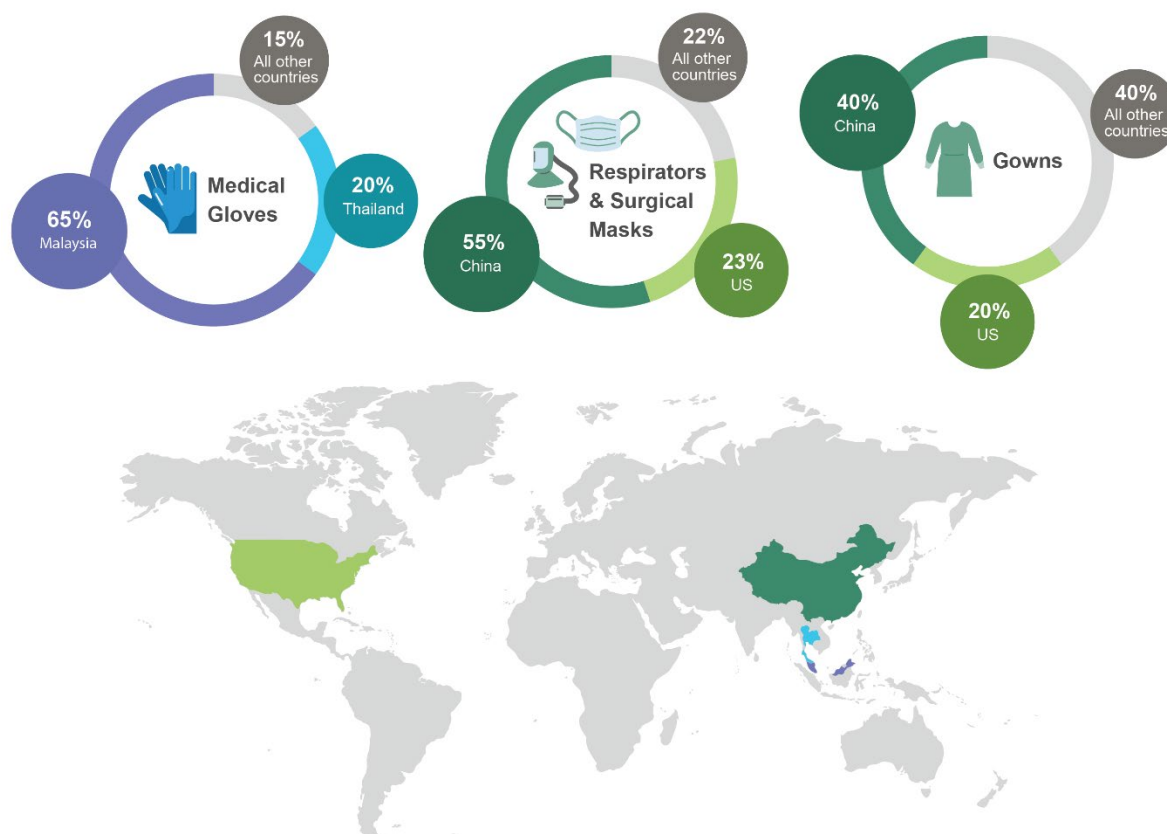 15%
All other
countries
Medical
Gloves
65%
Malaysia
20%
Thailand
22%
All other
countries
Respirators
& Surgical
Masks
55%
China
23%
US
40%
China
40%
All other
countries
Gowns
20%
US